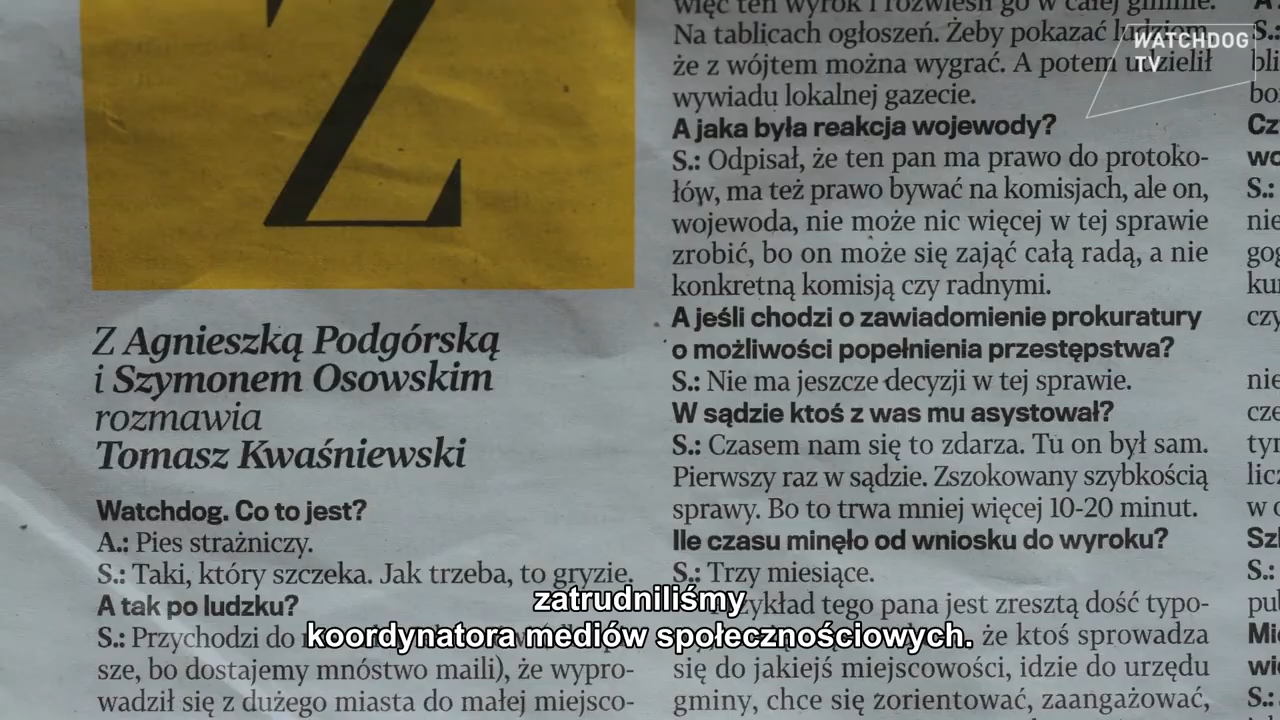 Z
Z Agnieszką Podgórską
i Szymonem Osowskim
rozmawia
Tomasz Kwaśniewski
Watchdog. Co to jest?
A.: Pies strażniczy.
S.: Taki, który szczeka. Jak trzeba, to gryzie.
A tak po ludzku?
S.: Przychodzi do
sze, bo dostajemy mnóstwo maili), że wypro-
wadził się z dużego miasta do małej miejsco-
więc ten wyrok i rozwiesił go w całej gminie.
Na tablicach ogłoszeń. Żeby pokazać ludziom,
że z wójtem można wygrać. A potem udzielił
wywiadu lokalnej gazecie.
A jaka była reakcja wojewody?
S.: Odpisał, że ten pan ma prawo do protoko-
łów, ma też prawo bywać na komisjach, ale on,
wojewoda, nie może nic więcej w tej sprawie
zrobić, bo on może się zająć całą radą, a nie
konkretną komisją czy radnymi.
A jeśli chodzi o zawiadomienie prokuratury
o możliwości popełnienia przestępstwa?
S.: Nie ma jeszcze decyzji w tej sprawie.
W sądzie ktoś z was mu asystował?
S.: Czasem nam się to zdarza. Tu on był sam.
Pierwszy raz w sądzie. Zszokowany szybkością
sprawy. Bo to trwa mniej więcej 10-20 minut.
Ile czasu minęło od wniosku do wyroku?
S.: Trzy miesiące.
tego pana jest zresztą dość typo-
że ktoś sprowadza
się do jakiejś miejscowości, idzie do urzędu
gminy, chce się zorientować, zaangażować,
WATCHDOG
TV
zatrudniliśmy
koordynatora mediów społecznościowych.